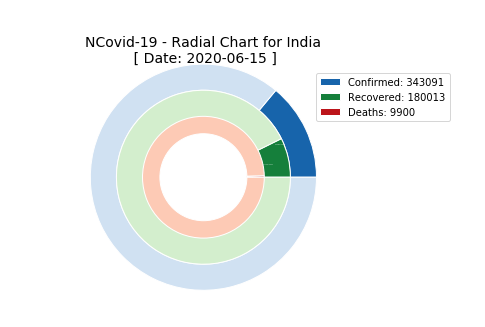 NCovid-19 - Radial Chart for India
[ Date: 2020-06-15 ]
Confirmed: 343091
Recovered: 180013
Deaths: 9900